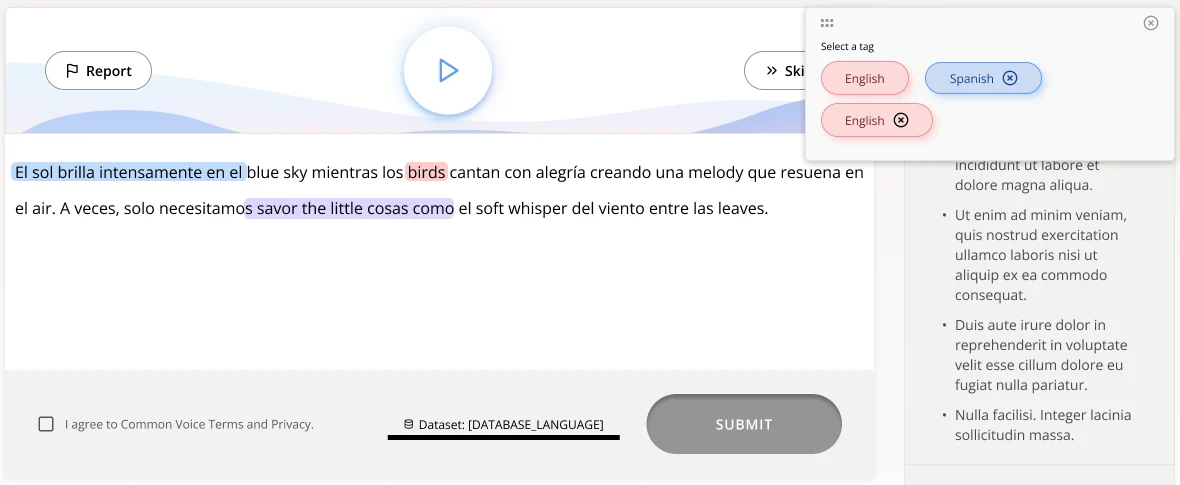 Report
Ski
Select a tag
English
Spanish
English
El sol brilla intensamente en el blue sky mientras los birds cantan con alegría creando una melody que resuena en
el air. A veces, solo necesitamos savor the little cosas como el soft whisper del viento entre las leaves.
I agree to Common Voice Terms and Privacy.
Dataset: [DATABASE_LANGUAGE]
SUBMIT
incididunt ut labore et
dolore magna aliqua.
• Ut enim ad minim veniam,
quis nostrud exercitation
ullamco laboris nisi ut
aliquip ex ea commodo
consequat.
• Duis aute irure dolor in
reprehenderit in voluptate
velit esse cillum dolore eu
fugiat nulla pariatur.
• Nulla facilisi. Integer lacinia
sollicitudin massa.